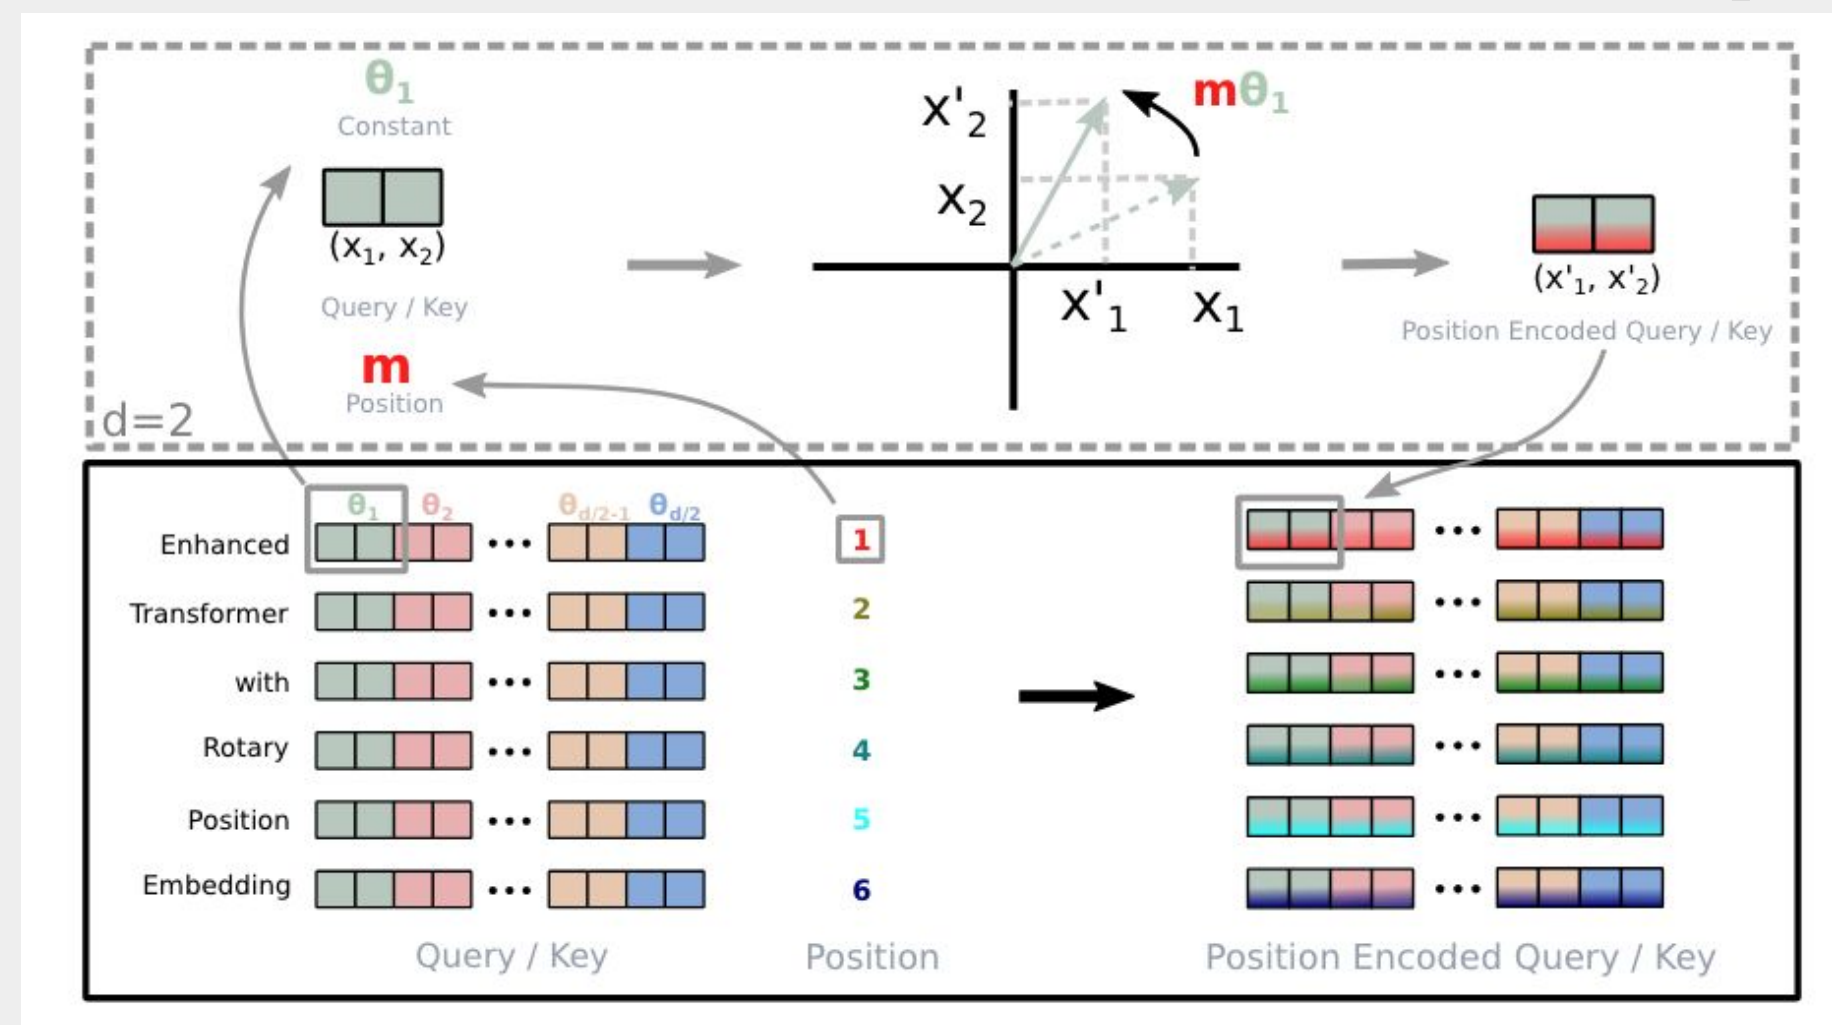 θ₁
Constant
(x₁, x₂)
Query / Key
m
Position
d=2
x'₂
x₂
x'₁ x₁
mθ₁
(x'₁, x'₂)
Position Encoded Query / Key
θ₁ θ₂ θd/2-1 θd/2
Enhanced ••• 1 •••
Transformer ••• 2 •••
with ••• 3 •••
Rotary ••• 4 •••
Position ••• 5 •••
Embedding ••• 6 •••
Query / Key Position Position Encoded Query / Key